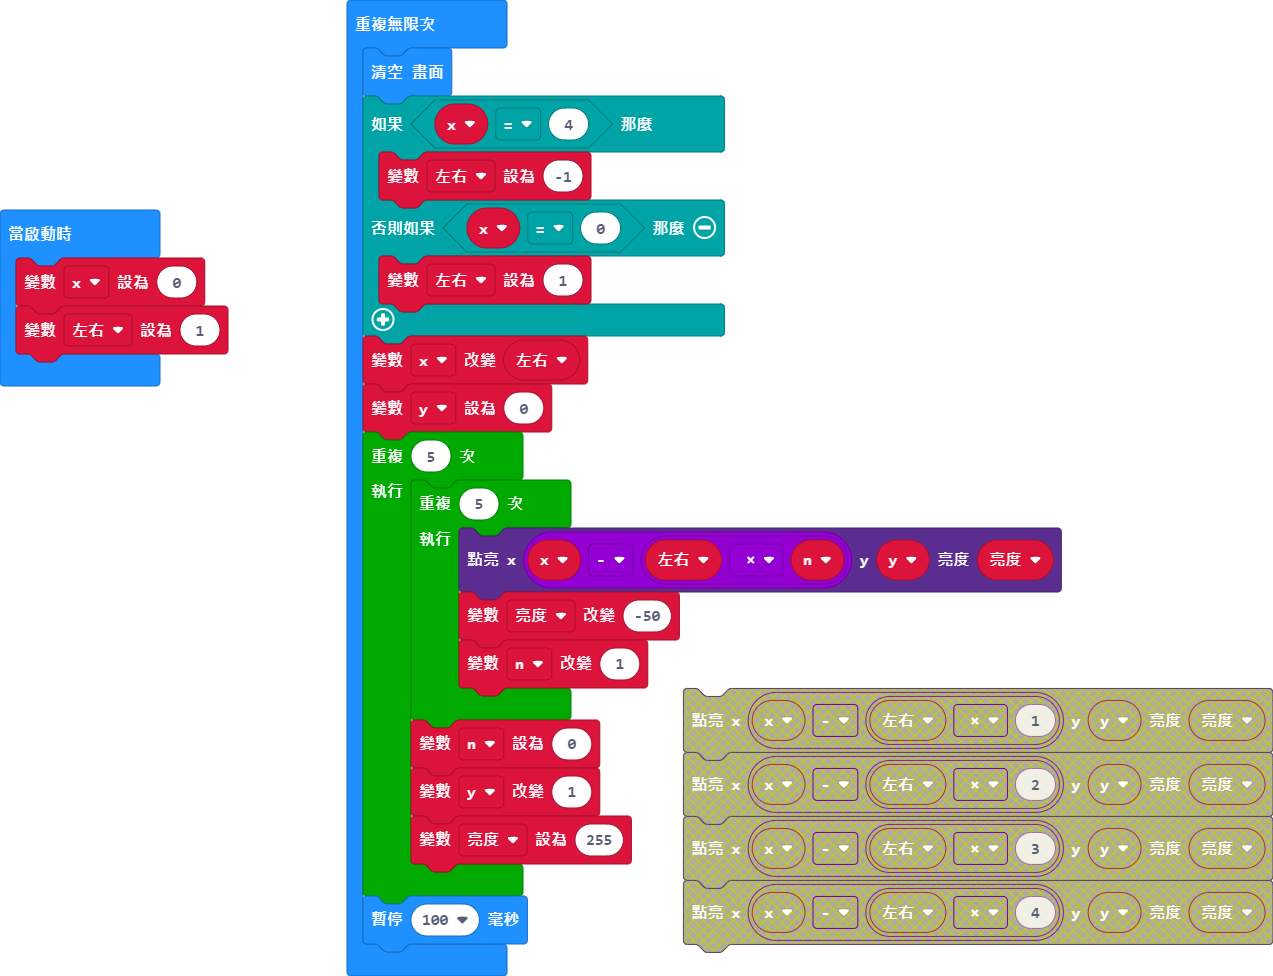 當啟動時
變數 x 設為 0
變數 左右 設為 1
重複無限次
清空 畫面
如果 x = 4 那麼
變數 左右 設為 -1
否則如果 x = 0 那麼
變數 左右 設為 1
變數 x 改變 左右
變數 y 設為 0
重複 5 次
執行
重複 5 次
執行
點亮 x x - 左右 × n y y 亮度 亮度
變數 亮度 改變 -50
變數 n 改變 1
變數 n 設為 0
變數 y 改變 1
變數 亮度 設為 255
暫停 100 毫秒
點亮 x x - 左右 × 1 y y 亮度 亮度
點亮 x x - 左右 × 2 y y 亮度 亮度
點亮 x x - 左右 × 3 y y 亮度 亮度
點亮 x x - 左右 × 4 y y 亮度 亮度